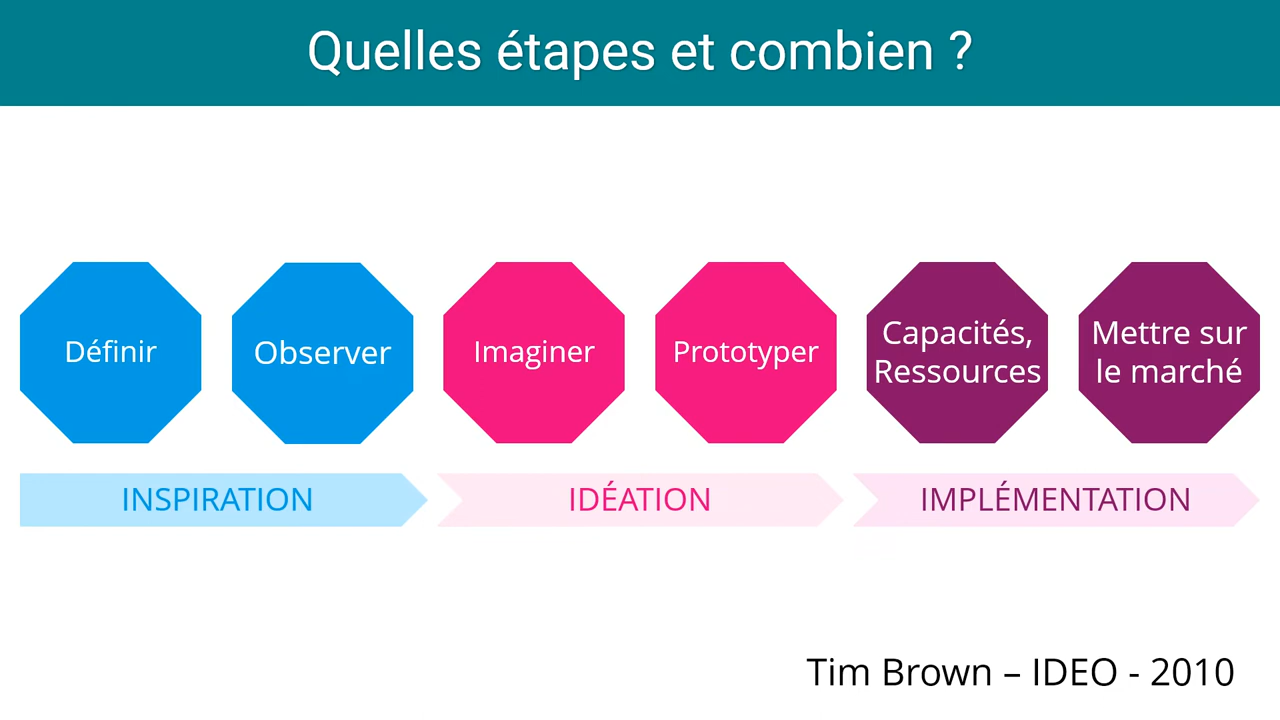 Quelles étapes et combien ?
Définir
Observer
Imaginer
Prototyper
Capacités,
Ressources
Mettre sur
le marché
INSPIRATION
IDÉATION
IMPLÉMENTATION
Tim Brown – IDEO - 2010